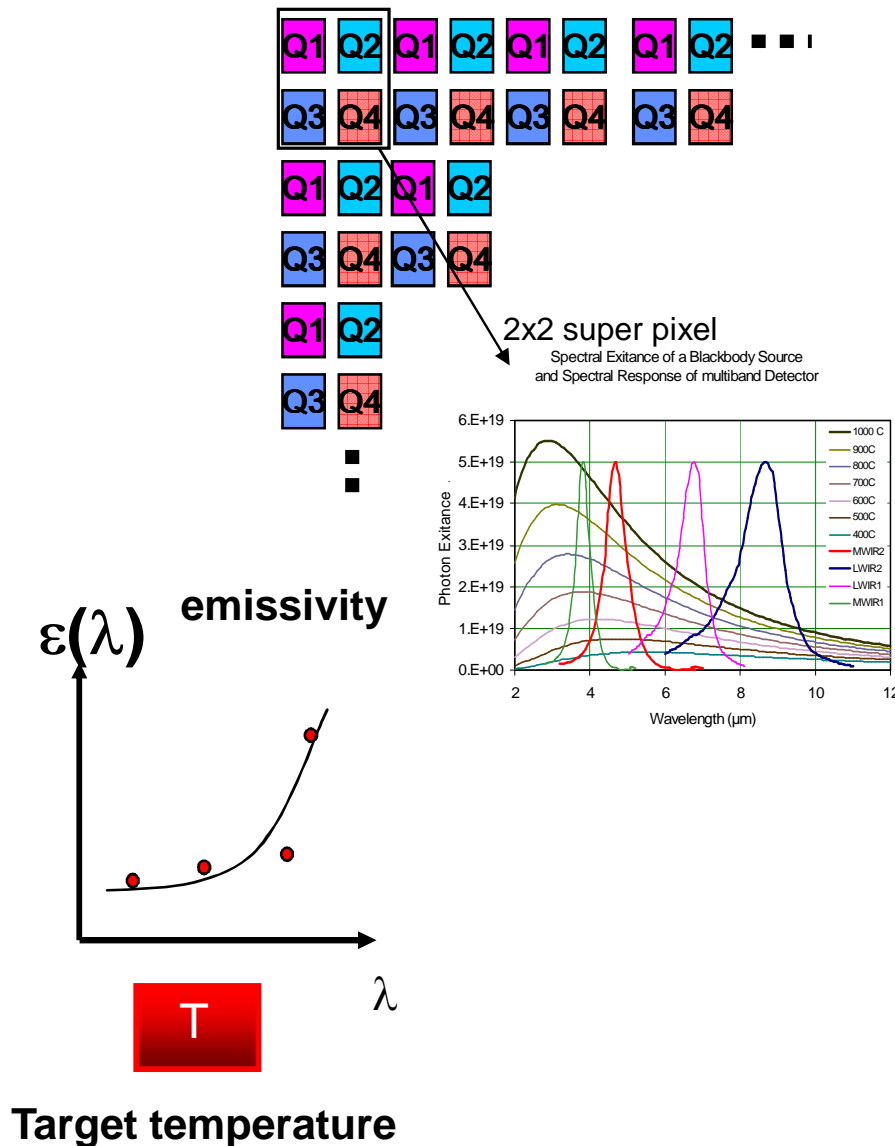 Q1 Q2 Q1 Q2 Q1 Q2 Q1 Q2
Q3 Q4 Q3 Q4 Q3 Q4 Q3 Q4
Q1 Q2 Q1 Q2
Q3 Q4 Q3 Q4
Q1 Q2
Q3 Q4
2x2 super pixel
Spectral Exitance of a Blackbody Source
and Spectral Response of multiband Detector
6.E+19
5.E+19
4.E+19
3.E+19
2.E+19
1.E+19
0.E+00
Photon Exitance
2 4 6 8 10 12
Wavelength (µm)
1000 C
900C
800C
700C
600C
500C
400C
MWIR2
LWIR2
LWIR1
MWIR1
emissivity
ε(λ)
λ
T
Target temperature